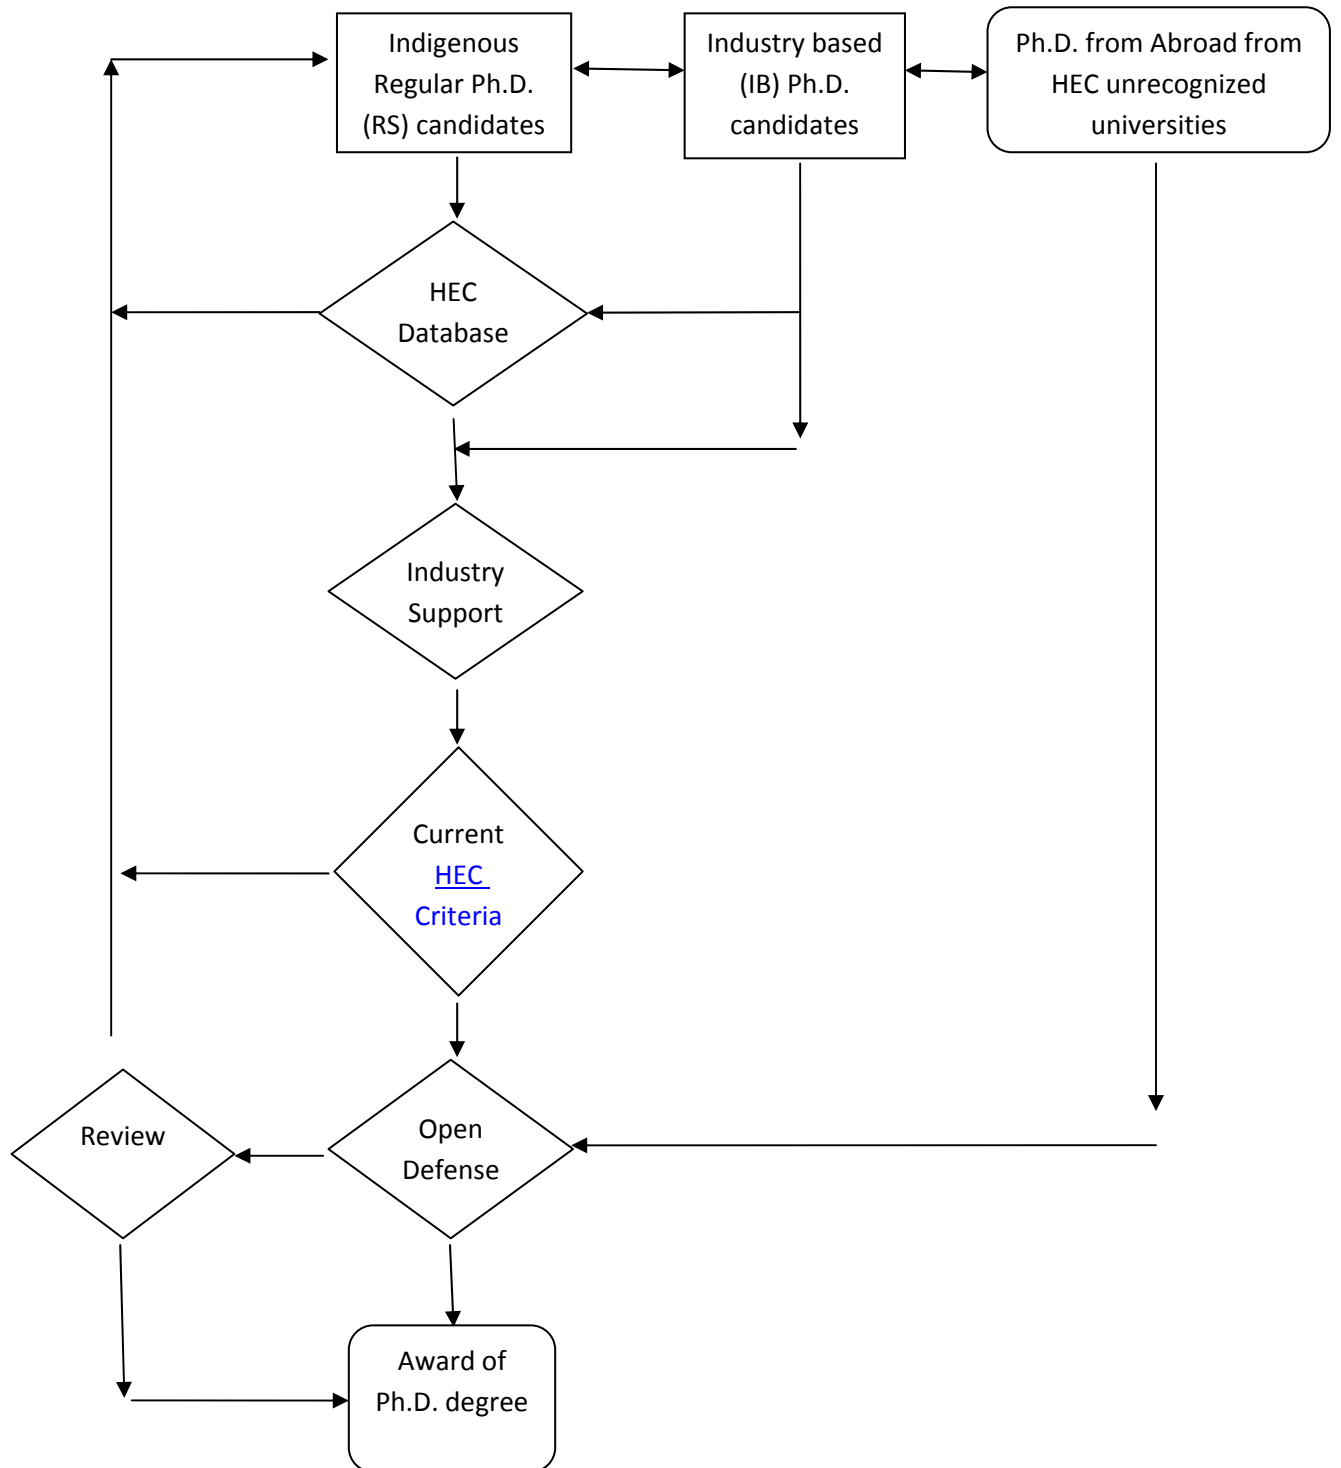 Indigenous
Regular Ph.D.
(RS) candidates
Industry based
(IB) Ph.D.
candidates
Ph.D. from Abroad from
HEC unrecognized
universities
HEC
Database
Industry
Support
Current
HEC
Criteria
Review
Open
Defense
Award of
Ph.D. degree